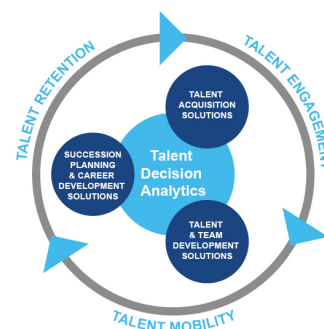 TALENT RETENTION
TALENT ENGAGEMENT
TALENT
ACQUISITION
SOLUTIONS
SUCCESSION
PLANNING
& CAREER
DEVELOPMENT
SOLUTIONS
Talent
Decision
Analytics
TALENT
& TEAM
DEVELOPMENT
SOLUTIONS
TALENT MOBILITY